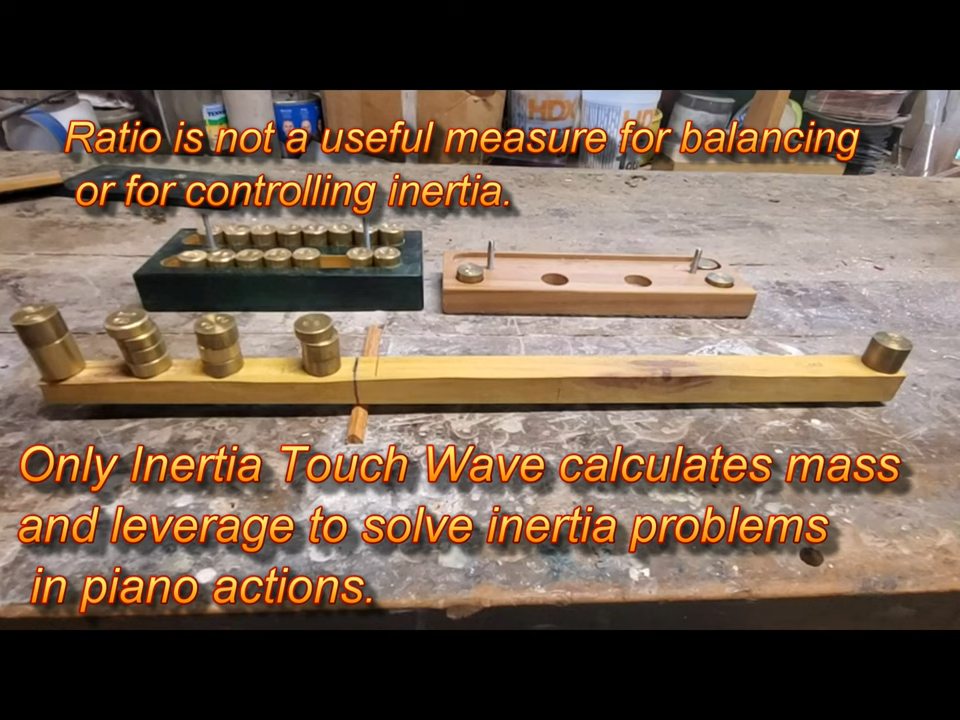 Ratio is not a useful measure for balancing
or for controlling inertia.
HDX
Only Inertia Touch Wave calculates mass
and leverage to solve inertia problems
in piano actions.